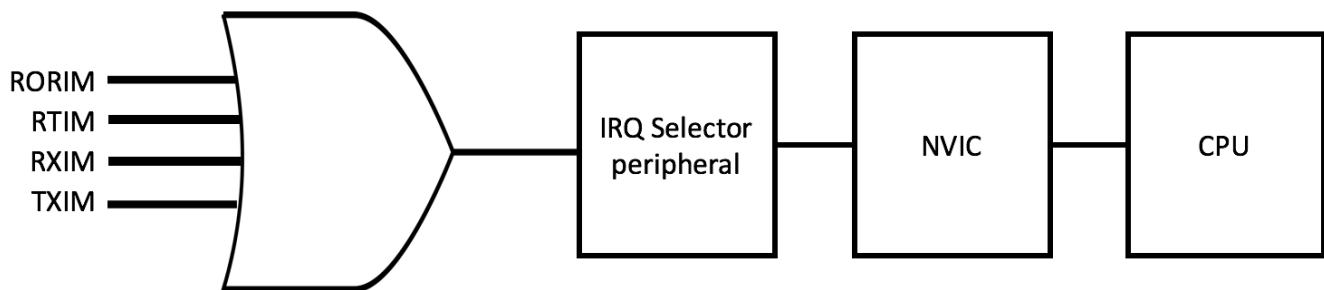 RORIM
RTIM
RXIM
TXIM
IRQ Selector
peripheral
NVIC
CPU